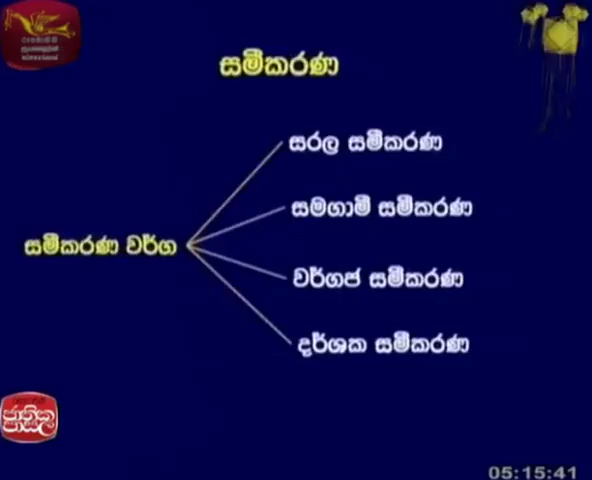 සමීකරණ
සරල සමීකරණ
සමගාමී සමීකරණ
සමීකරණ වර්ග
වර්ගජ සමීකරණ
දර්ශක සමීකරණ
ජාතික
පාසල
05:15:41